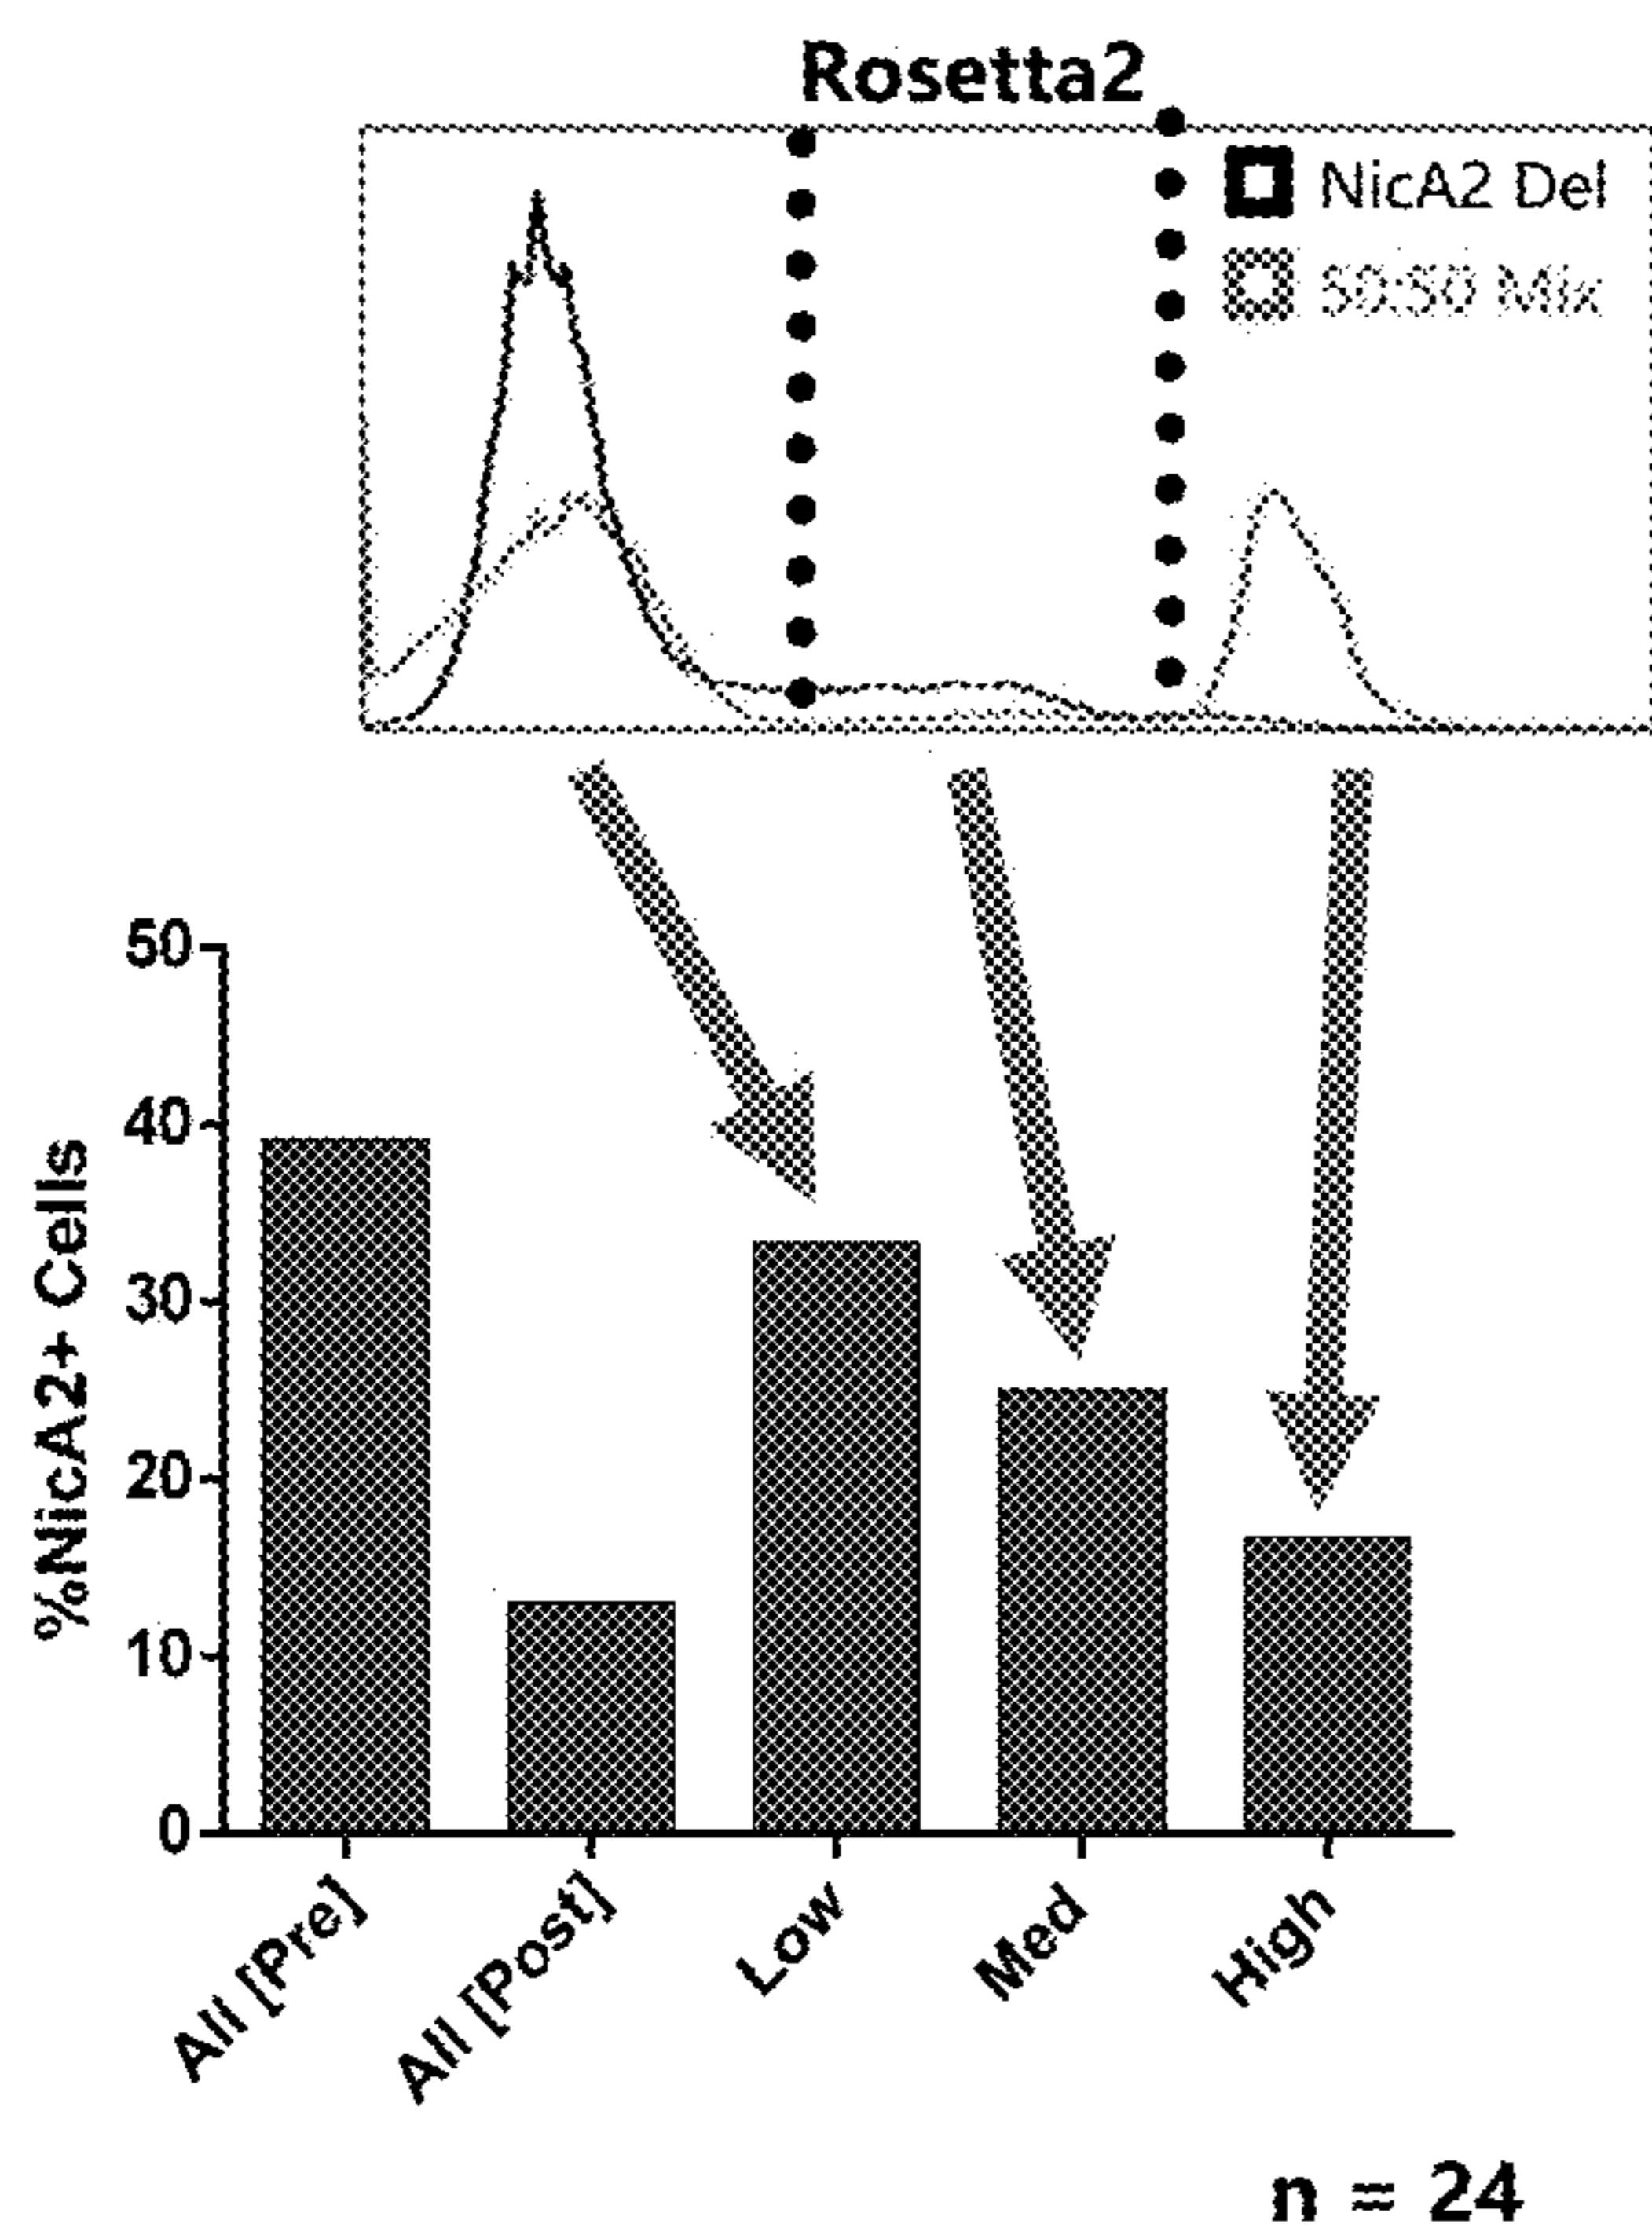 Rosetta2
NicA2 Del
50:50 Mix
%NicA2+ Cells
50
40
30
20
10
0
All [Pre]
All [Post]
Low
Med
High
n = 24